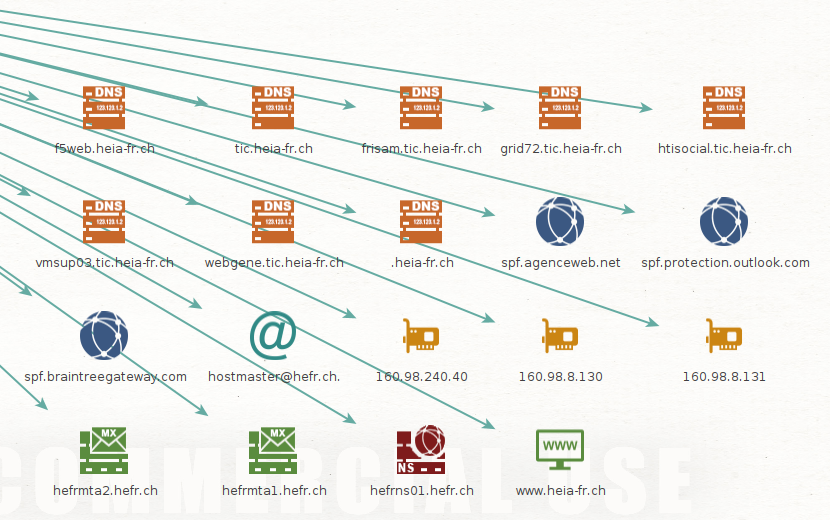 DNS DNS DNS DNS DNS
123.123.1.2 123.123.1.2 123.123.1.2 123.123.1.2 123.123.1.2
f5web.heia-fr.ch tic.heia-fr.ch frisam.tic.heia-fr.ch grid72.tic.heia-fr.ch htisocial.tic.heia-fr.ch
DNS DNS DNS
123.123.1.2 123.123.1.2 123.123.1.2
vmsup03.tic.heia-fr.ch webgene.tic.heia-fr.ch .heia-fr.ch spf.agenceweb.net spf.protection.outlook.com
@
spf.braintreegateway.com hostmaster@hefr.ch. 160.98.240.40 160.98.8.130 160.98.8.131
MX MX
NS WWW
hefrmta2.hefr.ch hefrmta1.hefr.ch hefrns01.hefr.ch www.heia-fr.ch
COMMERCIAL USE